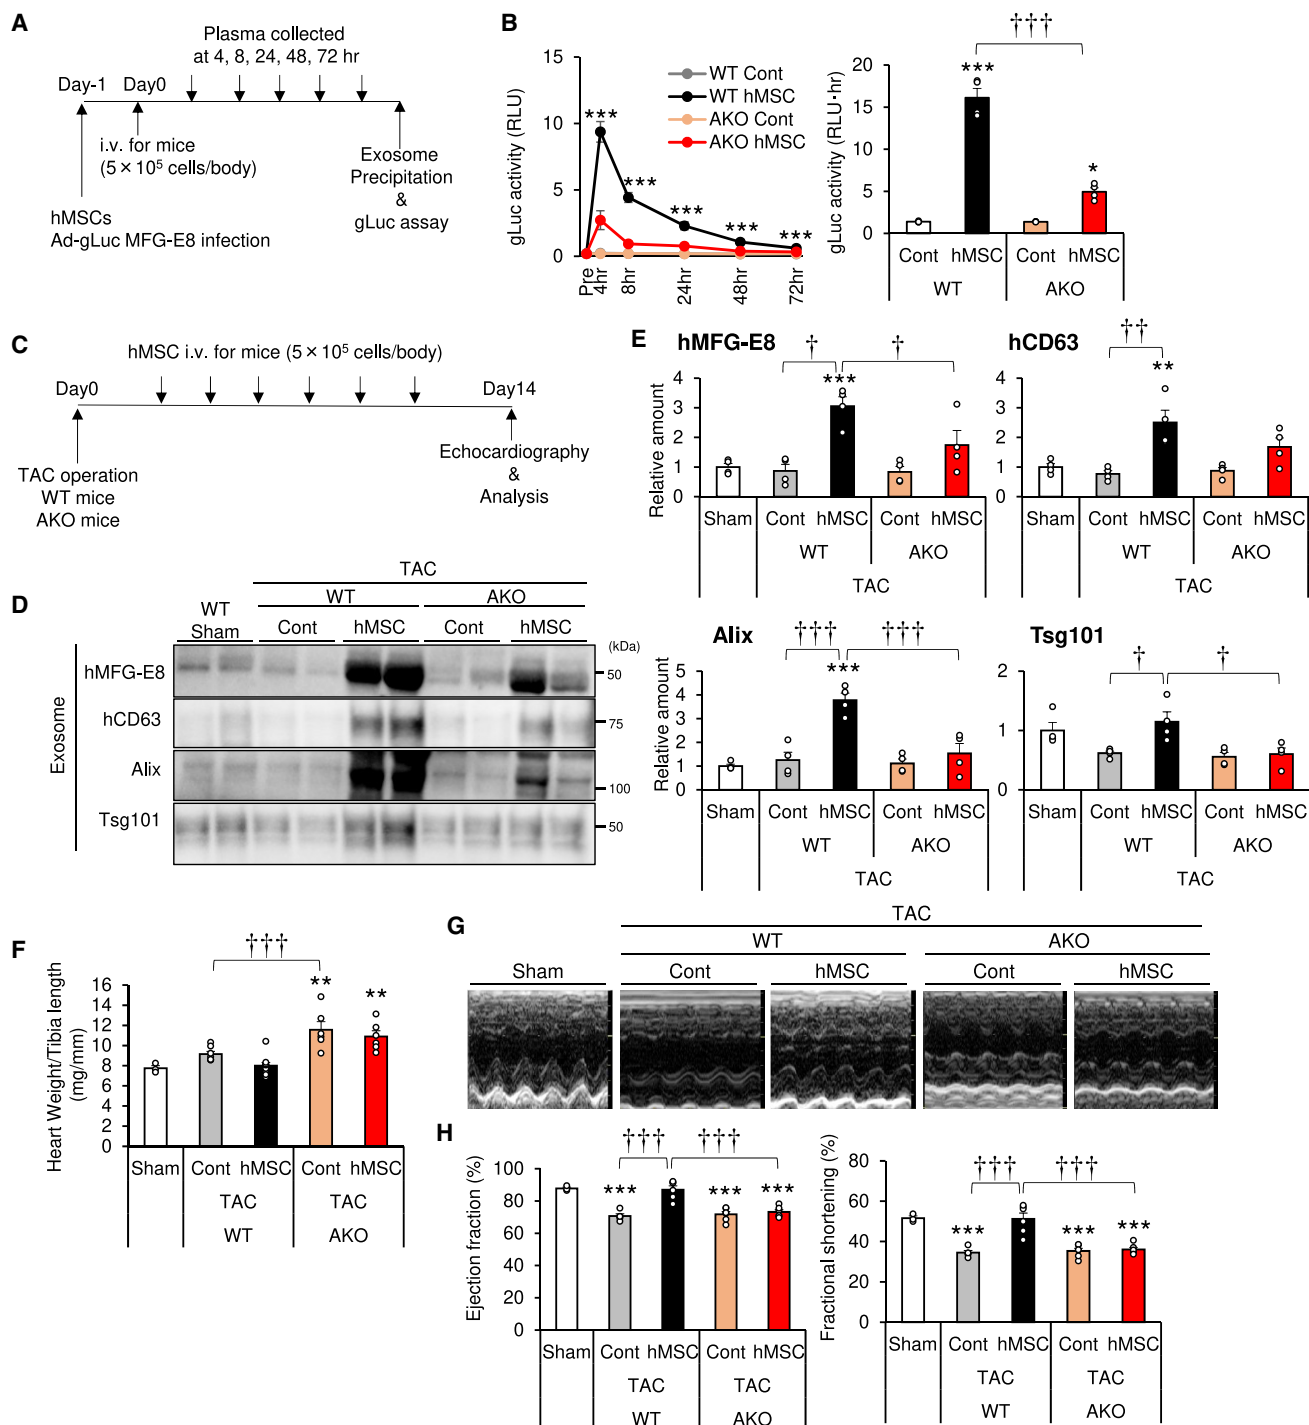 A
Plasma collected
at 4, 8, 24, 48, 72 hr
Day-1
Day0
i.v. for mice
(5 × 10⁵ cells/body)
hMSCs
Ad-gLuc MFG-E8 infection
Exosome
Precipitation
&
gLuc assay
B
gLuc activity (RLU)
15
10
5
0
WT Cont
WT hMSC
AKO Cont
AKO hMSC
***
***
***
***
***
Pre
4hr
8hr
24hr
48hr
72hr
gLuc activity (RLU·hr)
20
15
10
5
0
†††
***
*
Cont hMSC Cont hMSC
WT AKO
C
hMSC i.v. for mice (5 × 10⁵ cells/body)
Day0
Day14
TAC operation
WT mice
AKO mice
Echocardiography
&
Analysis
D
TAC
WT AKO
WT
Sham
Cont hMSC Cont hMSC
(kDa)
Exosome
hMFG-E8
50
hCD63
75
Alix
100
Tsg101
50
E
hMFG-E8
† †
***
Relative amount
4
3
2
1
0
Sham Cont hMSC Cont hMSC
WT AKO
TAC
hCD63
††
**
4
3
2
1
0
Sham Cont hMSC Cont hMSC
WT AKO
TAC
Alix
††† †††
***
Relative amount
5
4
3
2
1
0
Sham Cont hMSC Cont hMSC
WT AKO
TAC
Tsg101
† †
2
1
0
Sham Cont hMSC Cont hMSC
WT AKO
TAC
F
Heart Weight/Tibia length
(mg/mm)
16
14
12
10
8
6
4
2
0
†††
**
**
Sham Cont hMSC Cont hMSC
TAC TAC
WT AKO
G
TAC
WT AKO
Sham Cont hMSC Cont hMSC
H
Ejection fraction (%)
100
80
60
40
20
0
††† †††
*** *** ***
Sham Cont hMSC Cont hMSC
TAC TAC
WT AKO
Fractional shortening (%)
80
60
40
20
0
††† †††
*** *** ***
Sham Cont hMSC Cont hMSC
TAC TAC
WT AKO